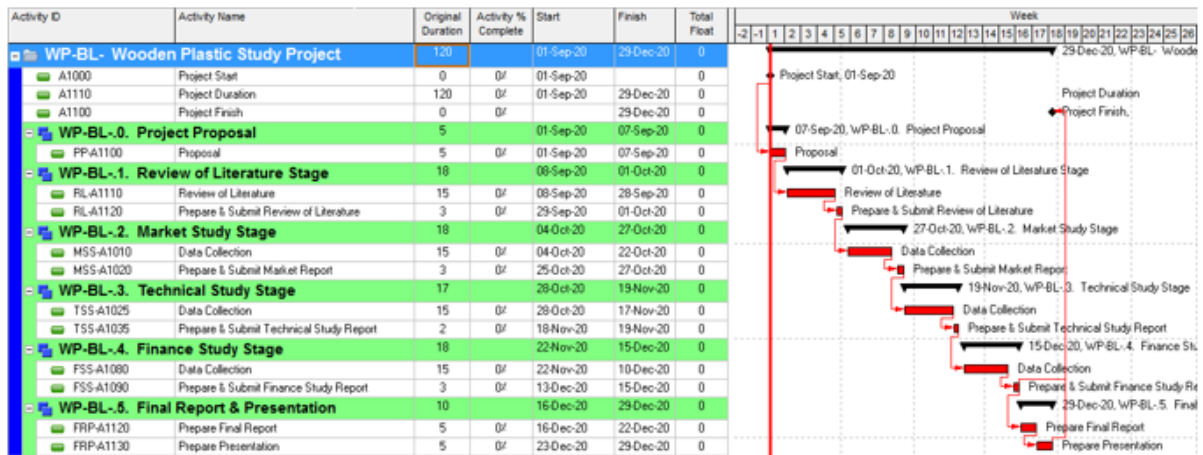 Activity ID Activity Name Original Duration Activity % Complete Start Finish Total Float Week
-2 -1 1 2 3 4 5 6 7 8 9 10 11 12 13 14 15 16 17 18 19 20 21 22 23 24 25 26
WP-BL- Wooden Plastic Study Project 120 01-Sep-20 29-Dec-20 0 29-Dec-20, WP-BL- Woode
A1000 Project Start 0 0% 01-Sep-20 0 Project Start, 01-Sep-20
A1110 Project Duration 120 0% 01-Sep-20 29-Dec-20 0 Project Duration
A1100 Project Finish 0 0% 29-Dec-20 0 Project Finish,
WP-BL-.0. Project Proposal 5 01-Sep-20 07-Sep-20 0 07-Sep-20, WP-BL-.0. Project Proposal
PP-A1100 Proposal 5 0% 01-Sep-20 07-Sep-20 0 Proposal
WP-BL-.1. Review of Literature Stage 18 08-Sep-20 01-Oct-20 0 01-Oct-20, WP-BL-.1. Review of Literature Stage
RL-A1110 Review of Literature 15 0% 08-Sep-20 28-Sep-20 0 Review of Literature
RL-A1120 Prepare & Submit Review of Literature 3 0% 29-Sep-20 01-Oct-20 0 Prepare & Submit Review of Literature
WP-BL-.2. Market Study Stage 18 04-Oct-20 27-Oct-20 0 27-Oct-20, WP-BL-.2. Market Study Stage
MSS-A1010 Data Collection 15 0% 04-Oct-20 22-Oct-20 0 Data Collection
MSS-A1020 Prepare & Submit Market Report 3 0% 25-Oct-20 27-Oct-20 0 Prepare & Submit Market Report
WP-BL-.3. Technical Study Stage 17 28-Oct-20 19-Nov-20 0 19-Nov-20, WP-BL-.3. Technical Study Stage
TSS-A1025 Data Collection 15 0% 28-Oct-20 17-Nov-20 0 Data Collection
TSS-A1035 Prepare & Submit Technical Study Report 2 0% 18-Nov-20 19-Nov-20 0 Prepare & Submit Technical Study Report
WP-BL-.4. Finance Study Stage 18 22-Nov-20 15-Dec-20 0 15-Dec-20, WP-BL-.4. Finance Stu
FSS-A1080 Data Collection 15 0% 22-Nov-20 10-Dec-20 0 Data Collection
FSS-A1090 Prepare & Submit Finance Study Report 3 0% 13-Dec-20 15-Dec-20 0 Prepare & Submit Finance Study Re
WP-BL-.5. Final Report & Presentation 10 16-Dec-20 29-Dec-20 0 29-Dec-20, WP-BL-.5. Final
FRP-A1120 Prepare Final Report 5 0% 16-Dec-20 22-Dec-20 0 Prepare Final Report
FRP-A1130 Prepare Presentation 5 0% 23-Dec-20 29-Dec-20 0 Prepare Presentation